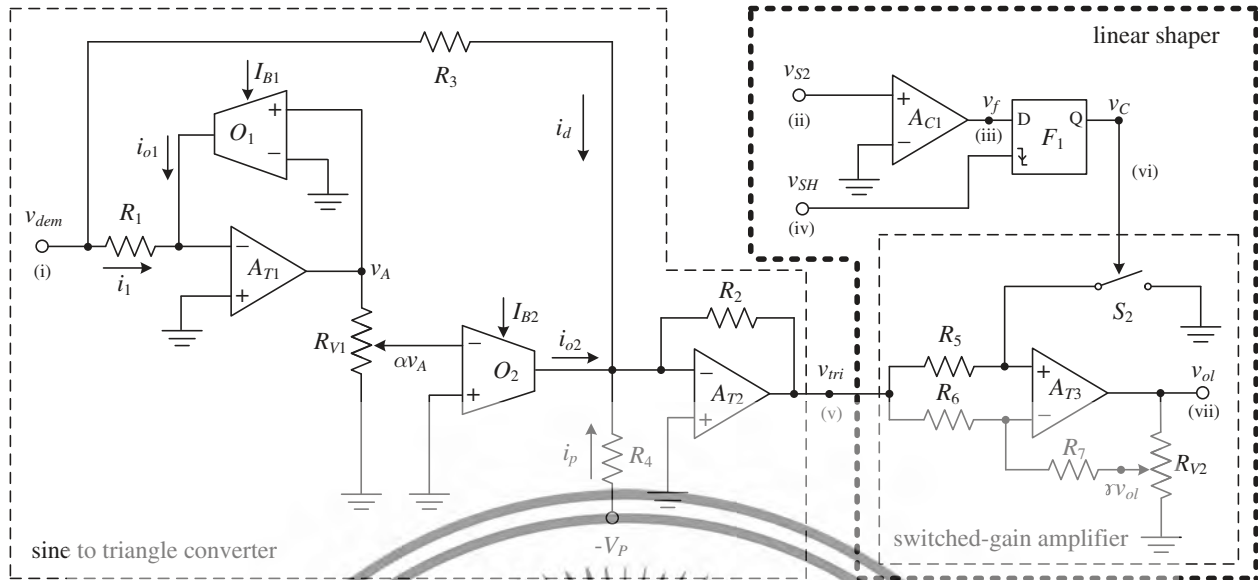 linear shaper
R3
IB1
vS2
(ii)
+
−
AC1
vf
(iii)
D
Q
F1
vC
(vi)
+
−
O1
io1
id
vSH
(iv)
vdem
(i)
R1
i1
−
+
AT1
vA
RV1
αvA
IB2
−
+
O2
io2
R2
−
+
AT2
vtri
(v)
S2
R5
R6
+
−
AT3
vol
(vii)
R7
γvol
RV2
ip
R4
-VP
sine to triangle converter
switched-gain amplifier